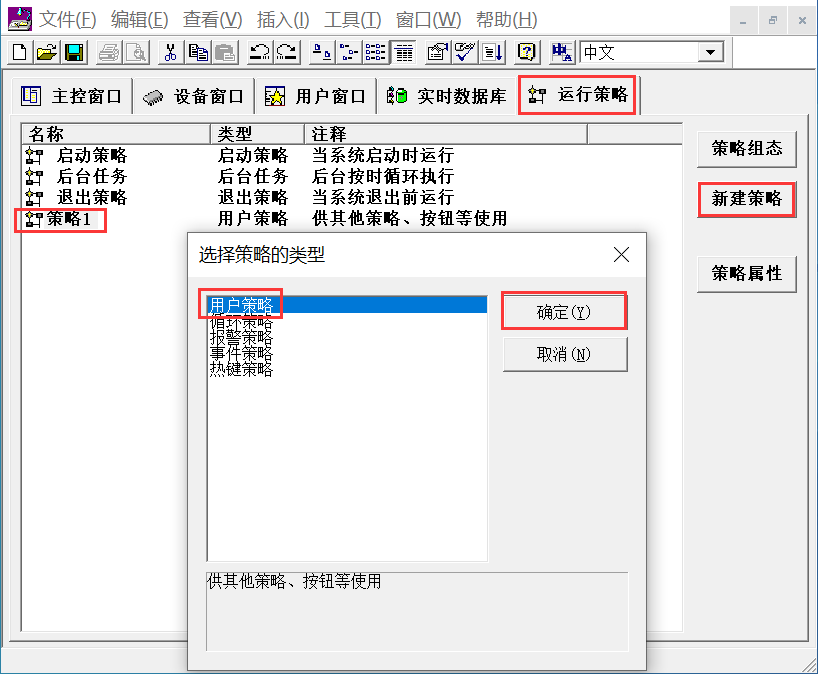 文件(F) 编辑(E) 查看(V) 插入(I) 工具(T) 窗口(W) 帮助(H)
中文
主控窗口 设备窗口 用户窗口 实时数据库 运行策略
名称 类型 注释
启动策略 启动策略 当系统启动时运行
后台任务 后台任务 后台按时循环执行
退出策略 退出策略 当系统退出前运行
策略1 用户策略 供其他策略、按钮等使用
策略组态
新建策略
策略属性
选择策略的类型
用户策略
循环策略
报警策略
事件策略
热键策略
确定(Y)
取消(N)
供其他策略、按钮等使用